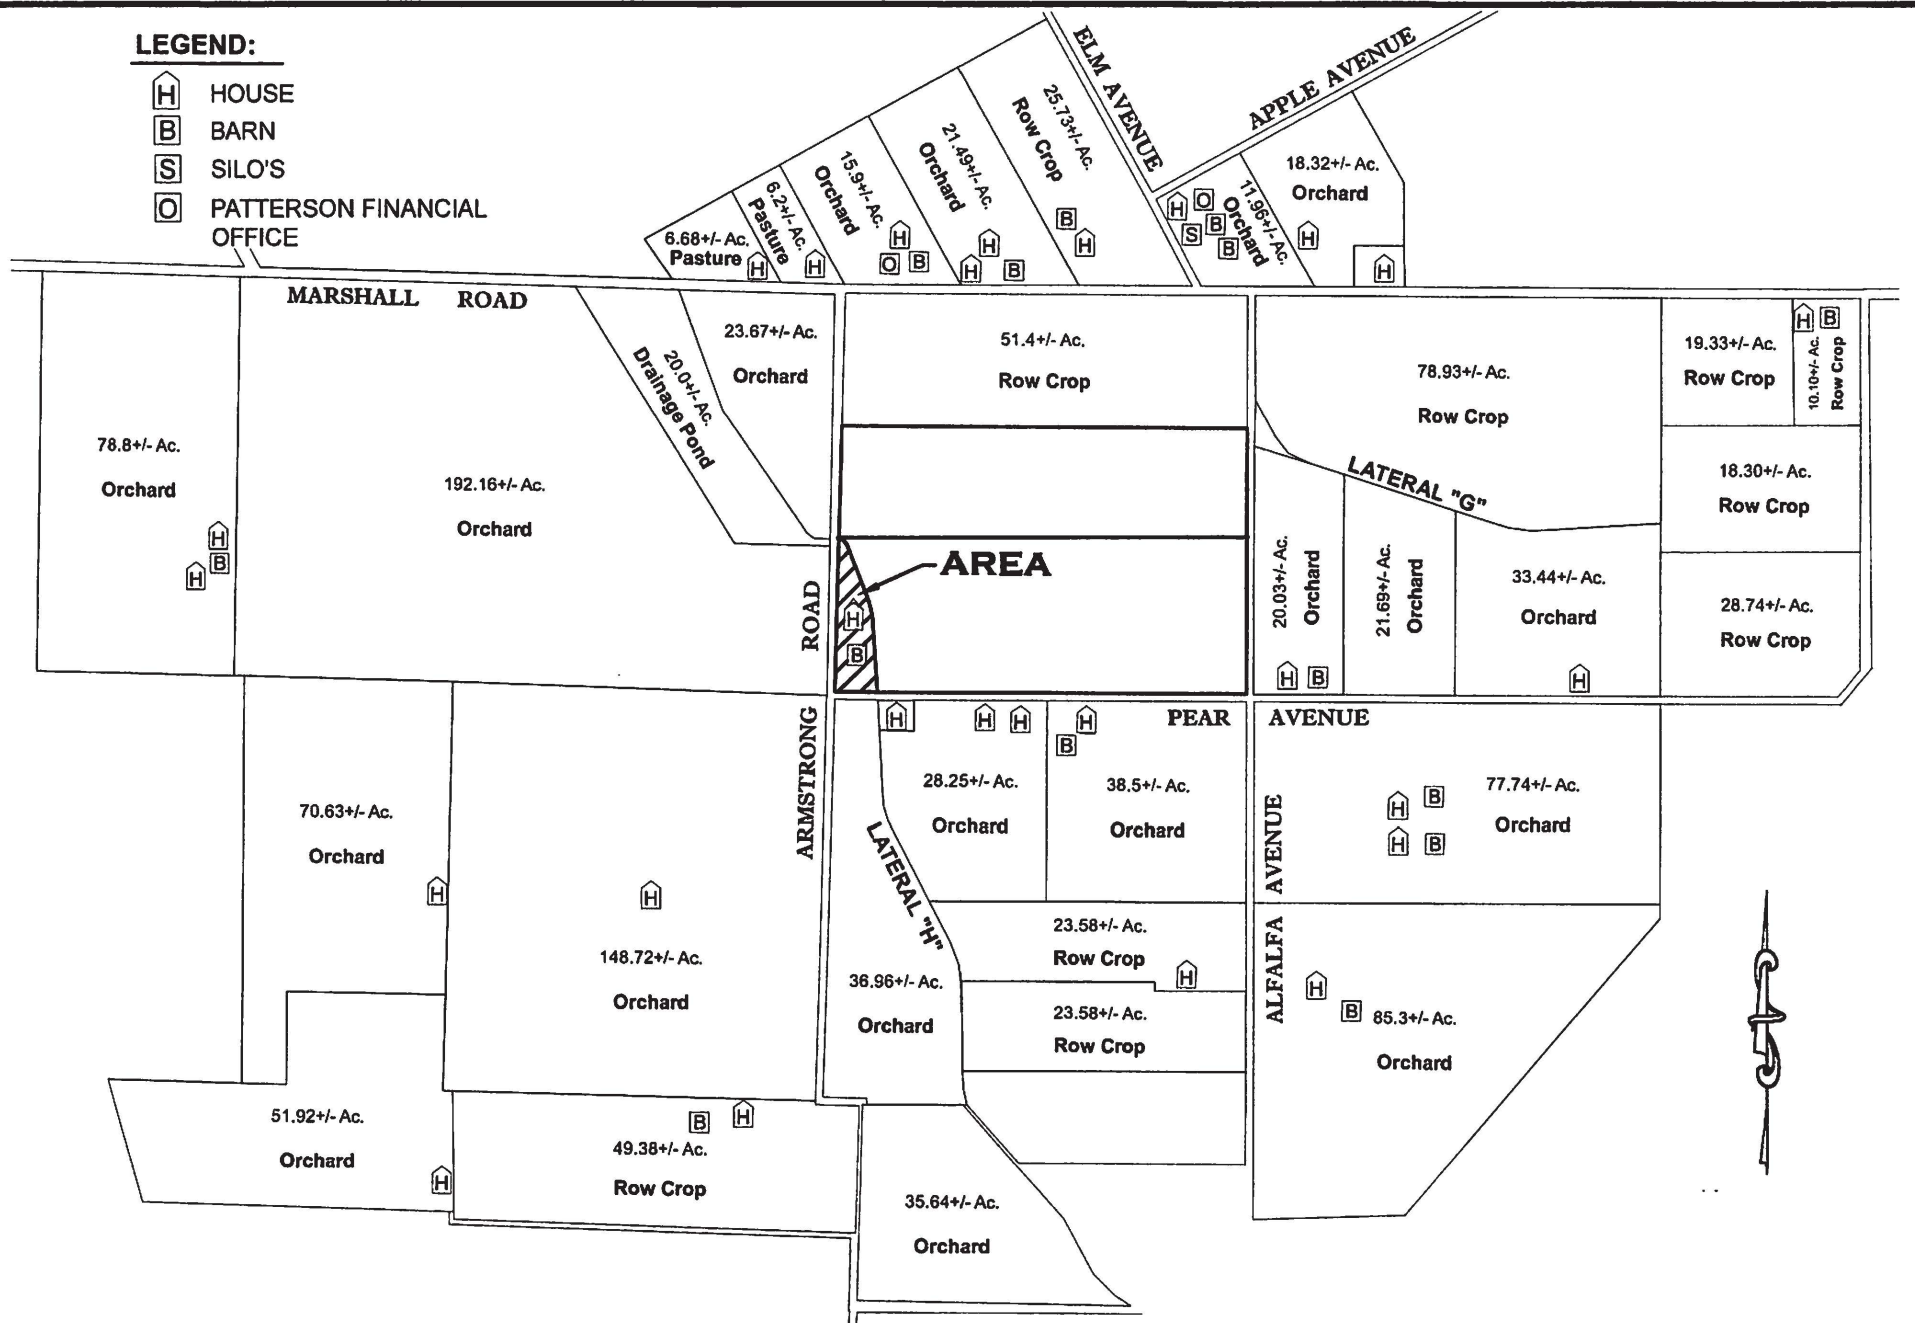 LEGEND:
H HOUSE
B BARN
S SILO'S
O PATTERSON FINANCIAL
OFFICE
ELM AVENUE
APPLE AVENUE
6.68+/- Ac.
Pasture
H
6.2+/- Ac.
Pasture
H
15.9+/- Ac.
Orchard
H
O B
21.49+/- Ac.
Orchard
H
H B
25.73+/- Ac.
Row Crop
B
H
H O
S B
B
11.96+/- Ac.
Orchard
18.32+/- Ac.
Orchard
H
H
MARSHALL ROAD
78.8+/- Ac.
Orchard
H
B
H
192.16+/- Ac.
Orchard
20.0+/- Ac.
Drainage Pond
23.67+/- Ac.
Orchard
51.4+/- Ac.
Row Crop
78.93+/- Ac.
Row Crop
19.33+/- Ac.
Row Crop
H B
10.10+/- Ac.
Row Crop
LATERAL "G"
18.30+/- Ac.
Row Crop
AREA
H
B
20.03+/- Ac.
Orchard
H B
21.69+/- Ac.
Orchard
33.44+/- Ac.
Orchard
H
28.74+/- Ac.
Row Crop
ARMSTRONG ROAD
PEAR AVENUE
70.63+/- Ac.
Orchard
H
148.72+/- Ac.
Orchard
H
H
H H
28.25+/- Ac.
Orchard
H
B
38.5+/- Ac.
Orchard
77.74+/- Ac.
Orchard
H B
H B
LATERAL "H"
ALFALFA AVENUE
36.96+/- Ac.
Orchard
23.58+/- Ac.
Row Crop
H
23.58+/- Ac.
Row Crop
H
B
85.3+/- Ac.
Orchard
51.92+/- Ac.
Orchard
H
B H
49.38+/- Ac.
Row Crop
35.64+/- Ac.
Orchard